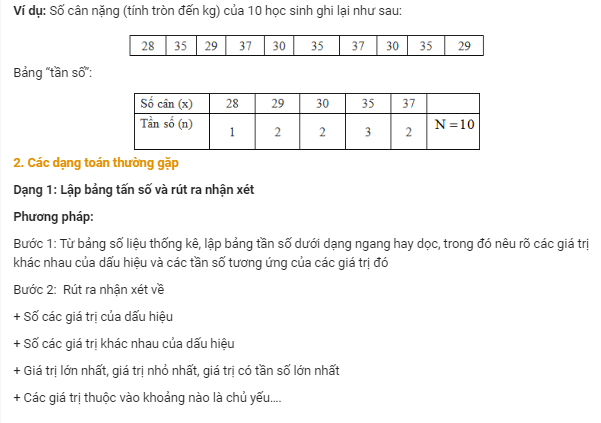 Ví dụ: Số cân nặng (tính tròn đến kg) của 10 học sinh ghi lại như sau:
28 35 29 37 30 35 37 30 35 29
Bảng “tần số”:
Số cân (x) 28 29 30 35 37
Tần số (n) 1 2 2 3 2 N = 10
2. Các dạng toán thường gặp
Dạng 1: Lập bảng tấn số và rút ra nhận xét
Phương pháp:
Bước 1: Từ bảng số liệu thống kê, lập bảng tần số dưới dạng ngang hay dọc, trong đó nêu rõ các giá trị
khác nhau của dấu hiệu và các tần số tương ứng của các giá trị đó
Bước 2: Rút ra nhận xét về
+ Số các giá trị của dấu hiệu
+ Số các giá trị khác nhau của dấu hiệu
+ Giá trị lớn nhất, giá trị nhỏ nhất, giá trị có tần số lớn nhất
+ Các giá trị thuộc vào khoảng nào là chủ yếu....